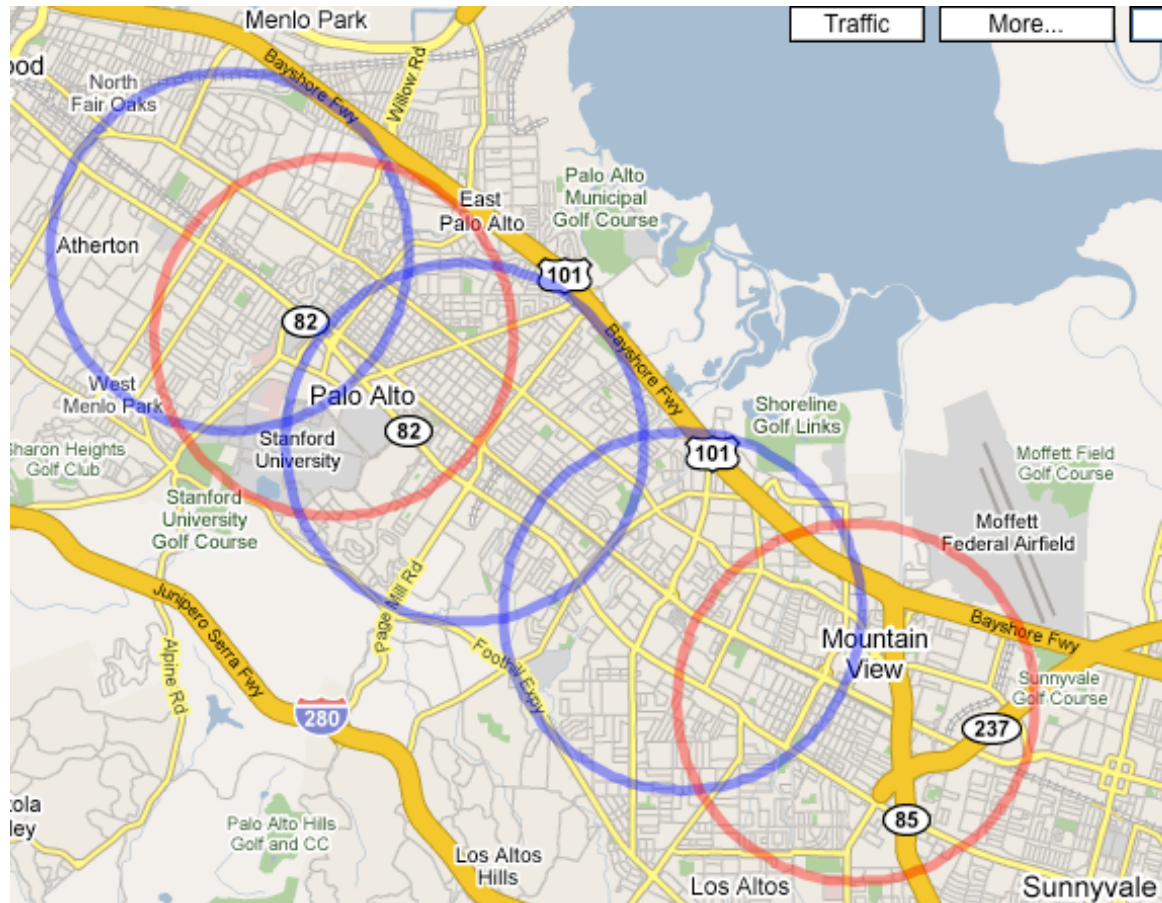 Menlo Park
Traffic
More...
ood
Bayshore Fwy
Willow Rd
North
Fair Oaks
Palo Alto
Municipal
Golf Course
East
Palo Alto
Atherton
101
82
Bayshore Fwy
West
Menlo Park
Palo Alto
82
Shoreline
Golf Links
Sharon Heights
Golf Club
Stanford
University
101
Moffett Field
Golf Course
Stanford
University
Golf Course
Moffett
Federal Airfield
Page Mill Rd
Junipero Serra Fwy
Alpine Rd
Foothill Expy
Bayshore Fwy
Mountain
View
Sunnyvale
Golf Course
280
237
tola
ley
Palo Alto Hills
Golf and CC
85
Los Altos
Hills
Los Altos
Sunnyvale